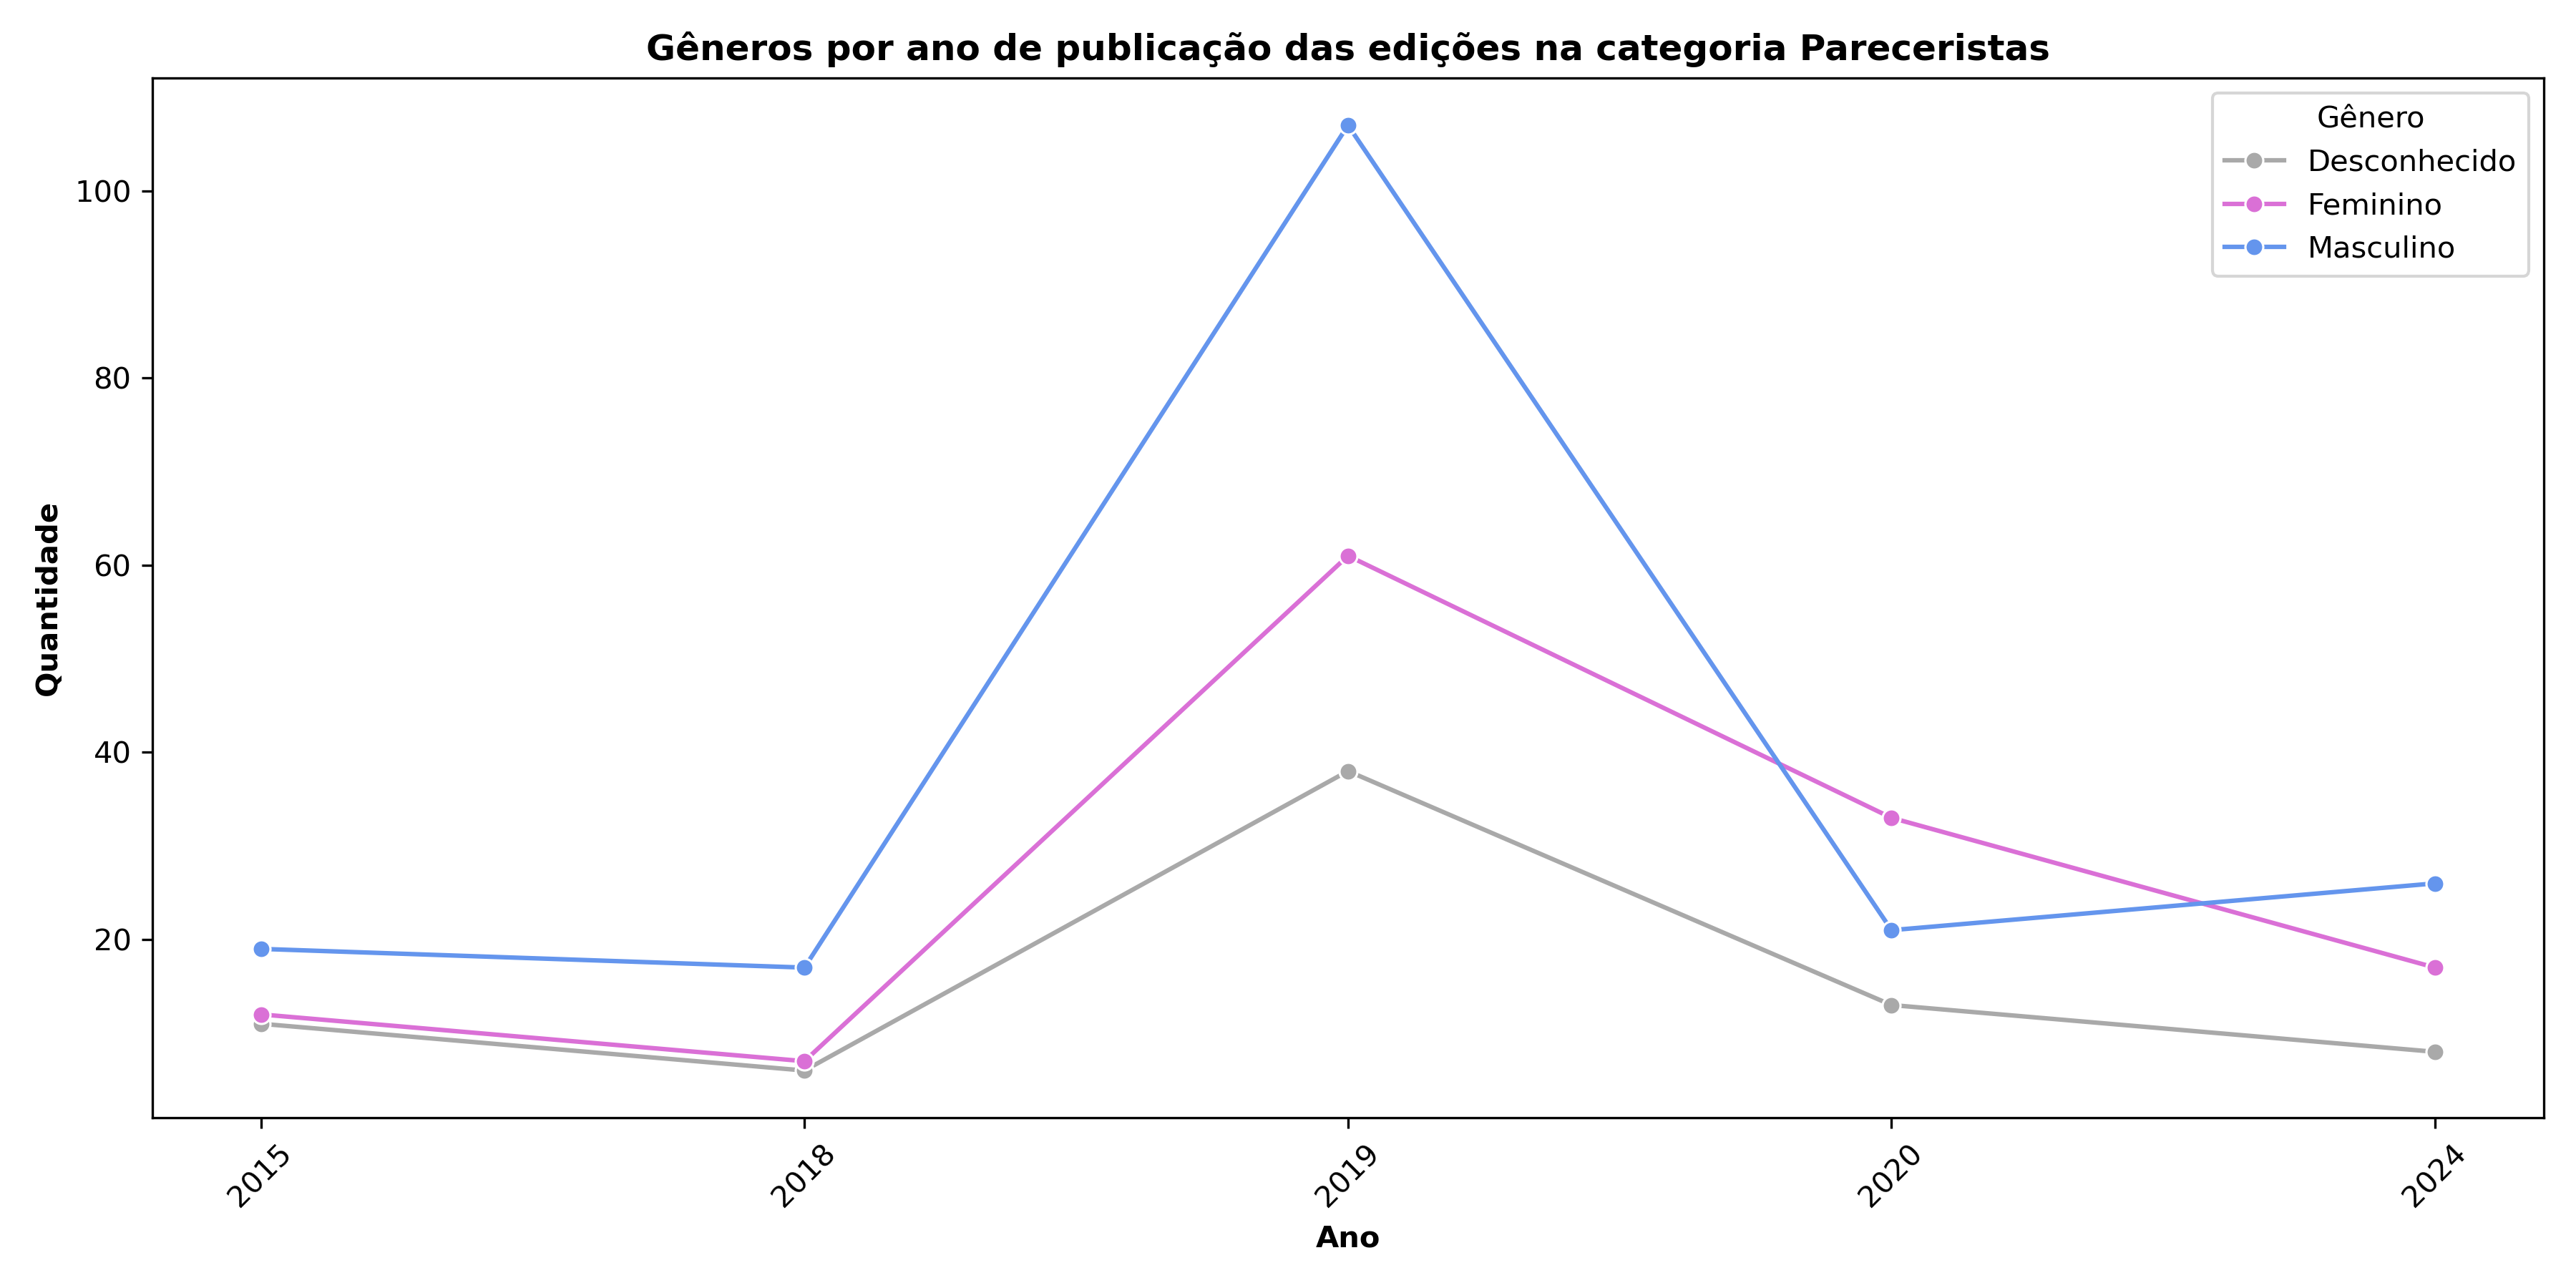 Gêneros por ano de publicação das edições na categoria Pareceristas
Gênero
Desconhecido
Feminino
Masculino
Quantidade
100
80
60
40
20
2015
2018
2019
2020
2024
Ano